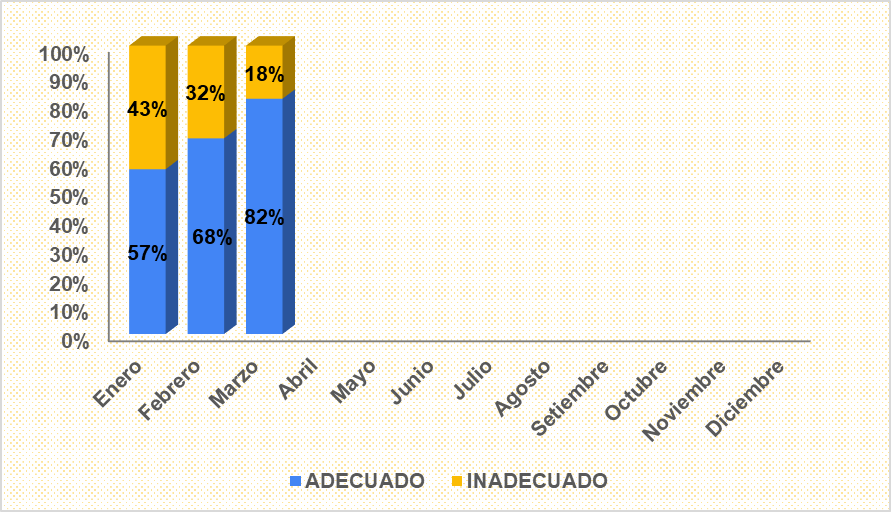 100%
90%
80%
70%
60%
50%
40%
30%
20%
10%
0%
43%
32%
18%
57%
68%
82%
Enero
Febrero
Marzo
Abril
Mayo
Junio
Julio
Agosto
Setiembre
Octubre
Noviembre
Diciembre
ADECUADO INADECUADO